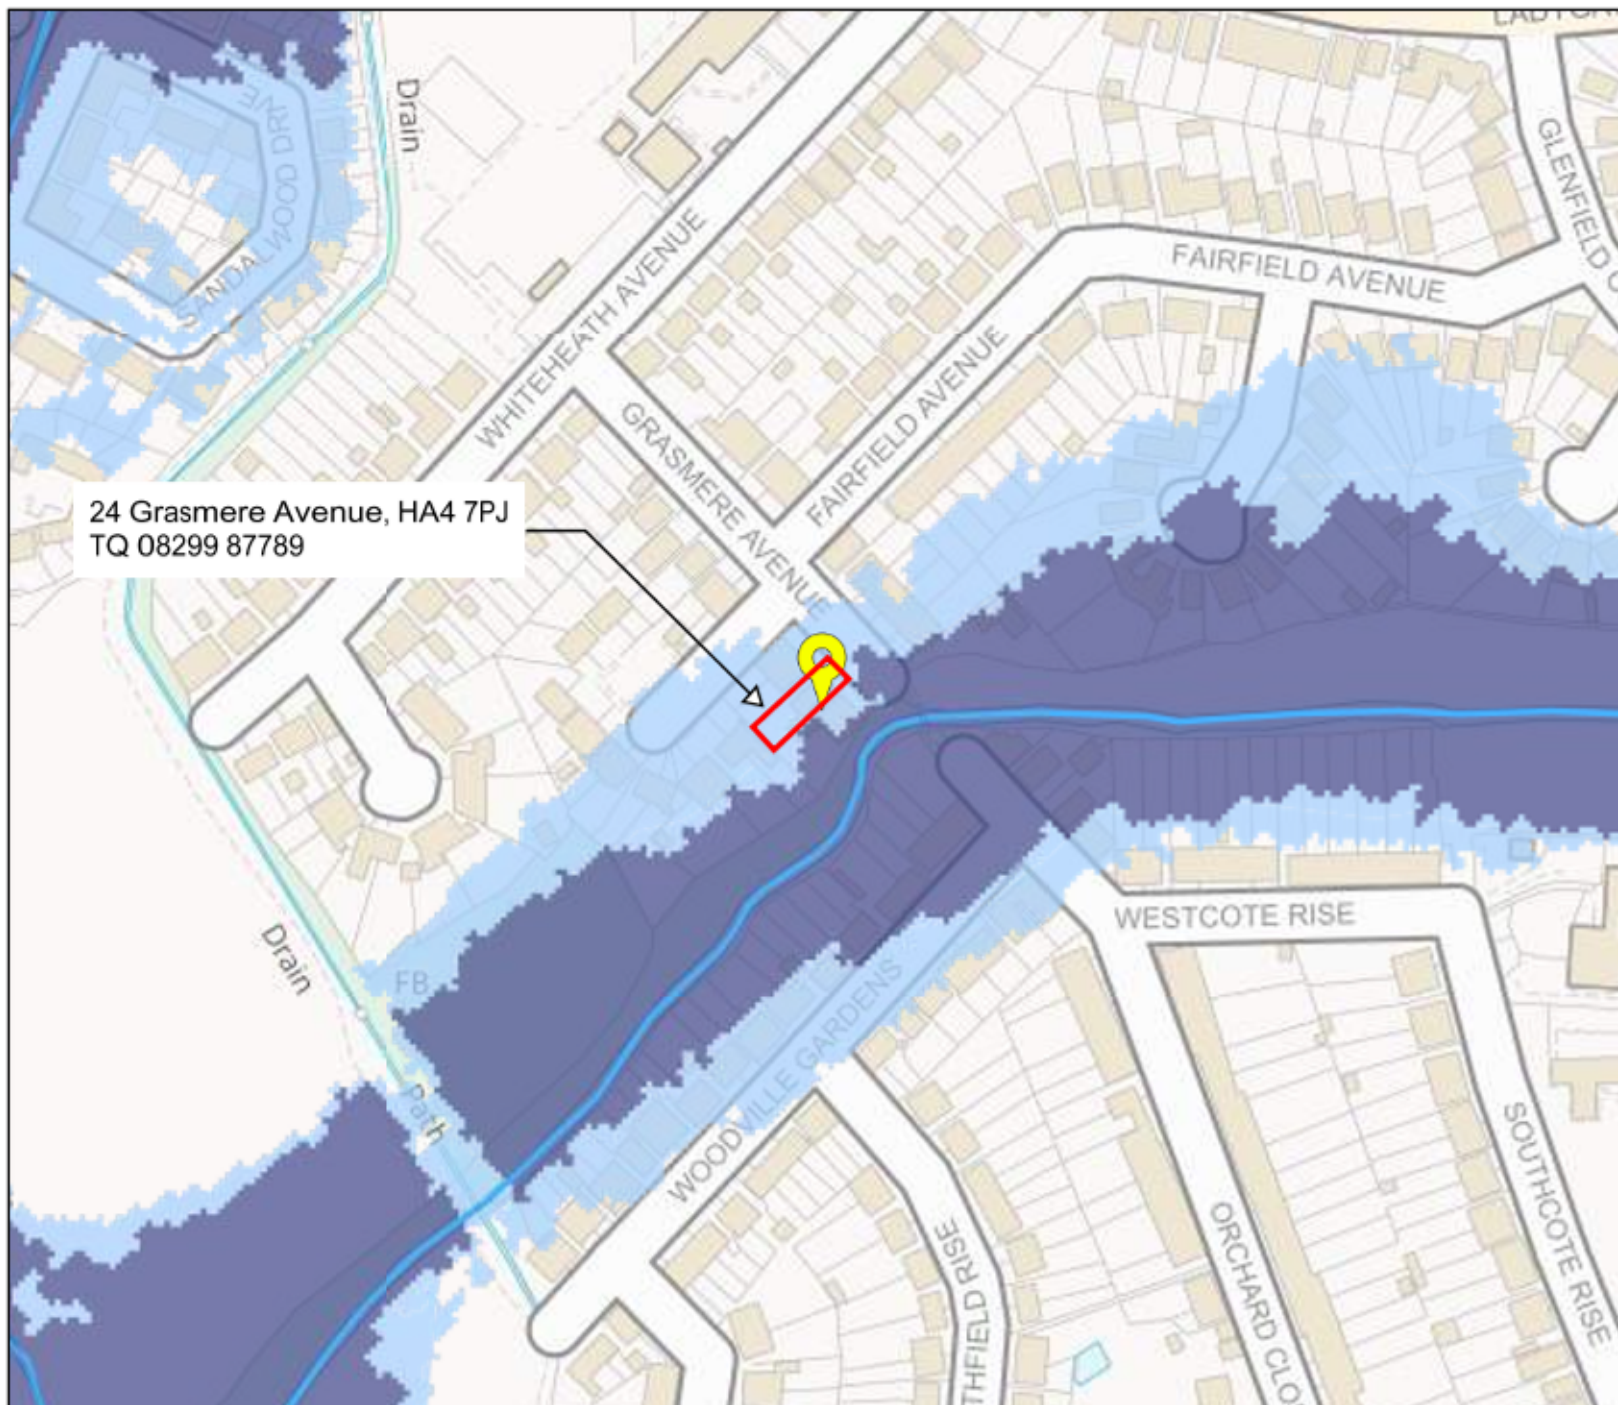 Drain
SANDALWOOD DRIVE
WHITEHEATH AVENUE
GLENFIELD
FAIRFIELD AVENUE
FAIRFIELD AVENUE
GRASMERE AVENUE
24 Grasmere Avenue, HA4 7PJ
TQ 08299 87789
Drain
FB
Path
WESTCOTE RISE
WOODVILLE GARDENS
SOUTHCOTE RISE
THFIELD RISE
ORCHARD CLO